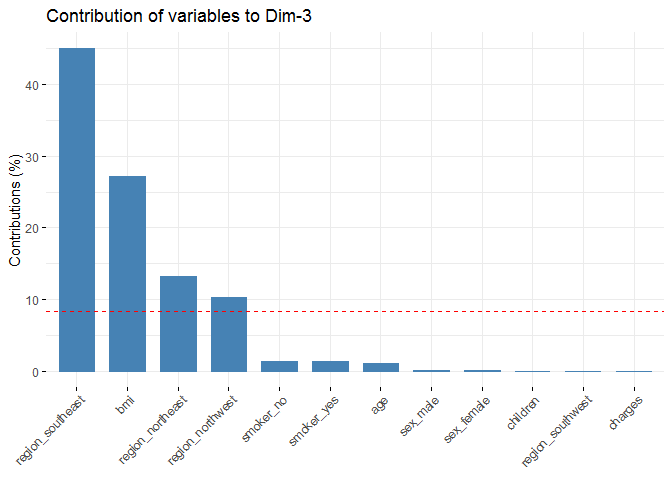 Contribution of variables to Dim-3
Contributions (%)
40
30
20
10
0
region_southeast
bmi
region_northeast
region_northwest
smoker_no
smoker_yes
age
sex_male
sex_female
children
region_southwest
charges